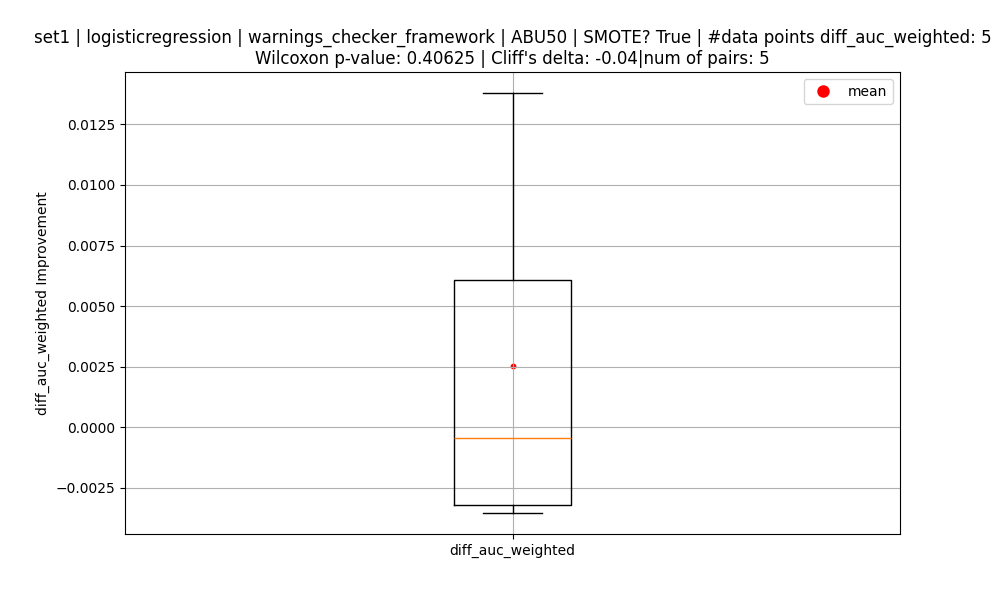 set1 | logisticregression | warnings_checker_framework | ABU50 | SMOTE? True | #data points diff_auc_weighted: 5
Wilcoxon p-value: 0.40625 | Cliff's delta: -0.04|num of pairs: 5
mean
0.0125
0.0100
0.0075
0.0050
0.0025
0.0000
−0.0025
diff_auc_weighted Improvement
diff_auc_weighted